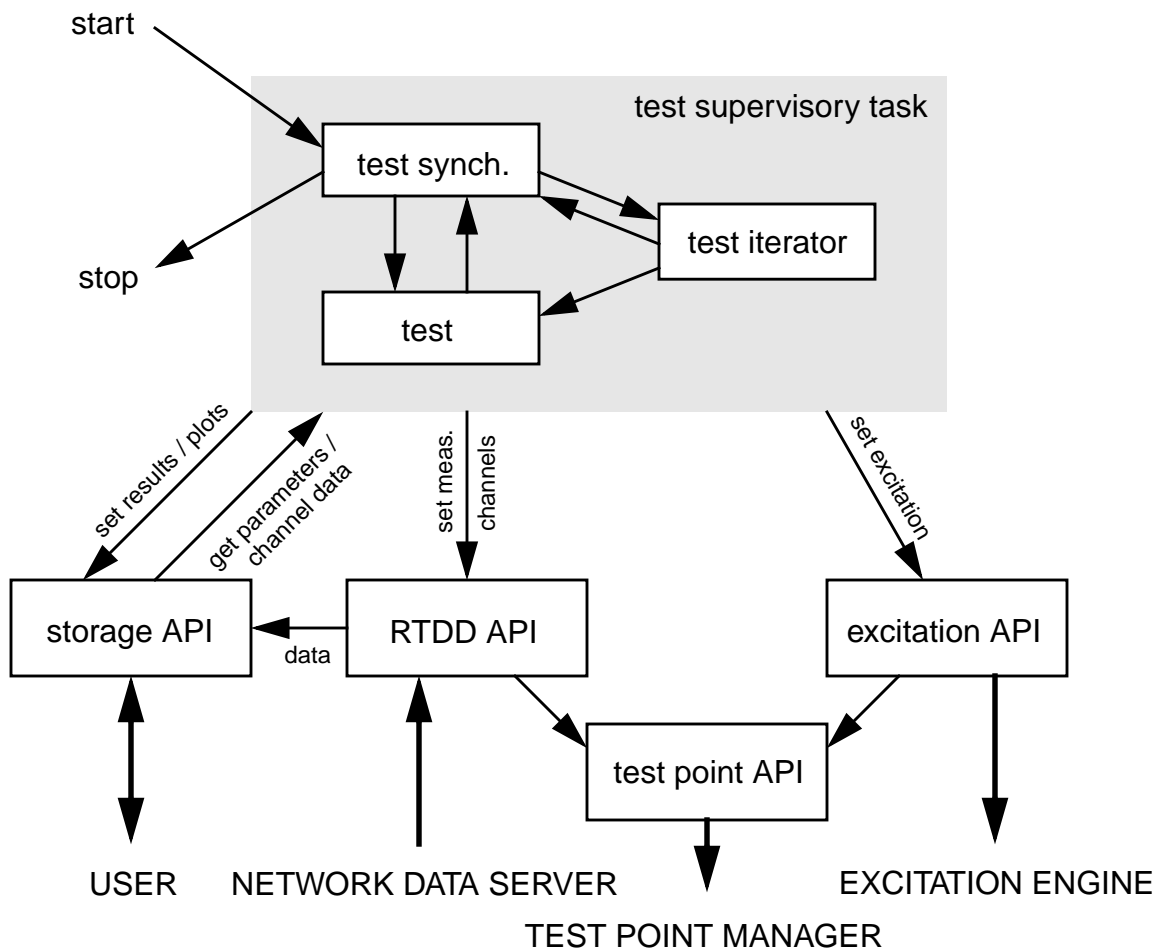 start
test supervisory task
test synch.
test iterator
stop
test
set results / plots
get parameters /
channel data
set meas.
channels
set excitation
storage API
data
RTDD API
excitation API
test point API
USER
NETWORK DATA SERVER
EXCITATION ENGINE
TEST POINT MANAGER